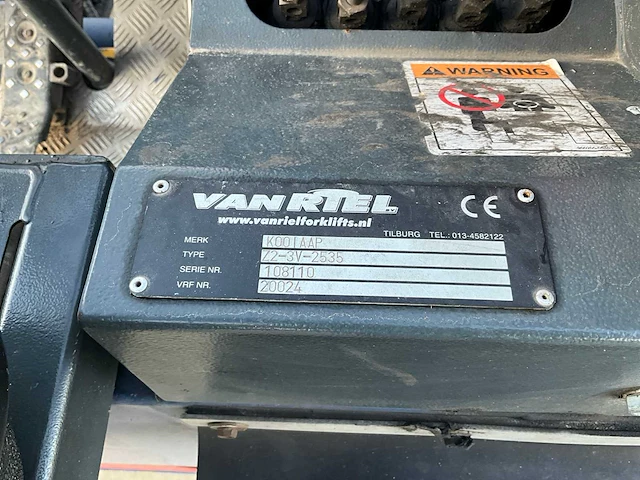 WARNING
VAN RIEL
www.vanrielforklifts.nl
CE
TILBURG TEL.: 013-4582122
MERK KOOIAAP
TYPE Z2-3V-2535
SERIE NR. 108110
VRF NR. 20024